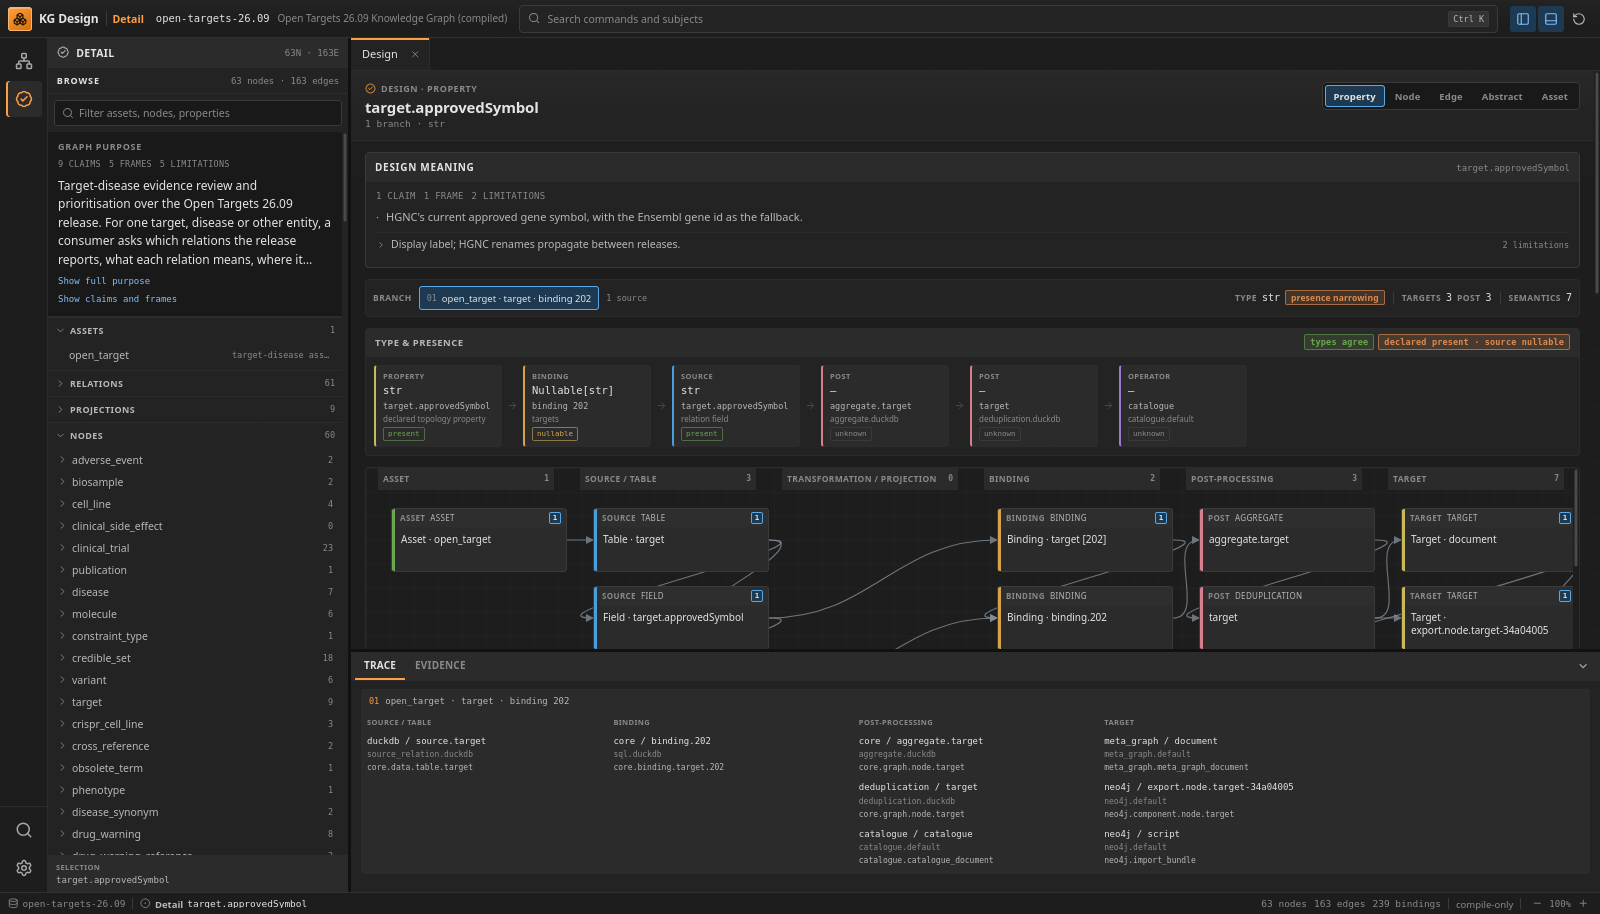 KG Design Detail open-targets-26.09 Open Targets 26.09 Knowledge Graph (compiled)
Search commands and subjects Ctrl K
DETAIL 63N · 163E
BROWSE 63 nodes · 163 edges
Filter assets, nodes, properties
GRAPH PURPOSE
9 CLAIMS 5 FRAMES 5 LIMITATIONS
Target-disease evidence review and
prioritisation over the Open Targets 26.09
release. For one target, disease or other entity, a
consumer asks which relations the release
reports, what each relation means, where it...
Show full purpose
Show claims and frames
ASSETS 1
open_target target-disease ass…
RELATIONS 61
PROJECTIONS 9
NODES 60
adverse_event 2
biosample 2
cell_line 4
clinical_side_effect 0
clinical_trial 23
publication 1
disease 7
molecule 6
constraint_type 1
credible_set 18
variant 6
target 9
crispr_cell_line 3
cross_reference 2
obsolete_term 1
phenotype 1
disease_synonym 2
drug_warning 8
SELECTION
target.approvedSymbol
Design ×
DESIGN · PROPERTY
target.approvedSymbol
1 branch · str
Property Node Edge Abstract Asset
DESIGN MEANING target.approvedSymbol
1 CLAIM 1 FRAME 2 LIMITATIONS
· HGNC's current approved gene symbol, with the Ensembl gene id as the fallback.
Display label; HGNC renames propagate between releases. 2 limitations
BRANCH 01 open_target · target · binding 202 1 source
TYPE str presence narrowing TARGETS 3 POST 3 SEMANTICS 7
TYPE & PRESENCE types agree declared present · source nullable
PROPERTY
str
target.approvedSymbol
declared topology property
present
BINDING
Nullable[str]
binding 202
targets
nullable
SOURCE
str
target.approvedSymbol
relation field
present
POST
—
aggregate.target
aggregate.duckdb
unknown
POST
—
target
deduplication.duckdb
unknown
OPERATOR
—
catalogue
catalogue.default
unknown
ASSET 1 SOURCE / TABLE 3 TRANSFORMATION / PROJECTION 0 BINDING 2 POST-PROCESSING 3 TARGET 7
ASSET ASSET 1
Asset · open_target
SOURCE TABLE 1
Table · target
BINDING BINDING 1
Binding · target [202]
POST AGGREGATE
aggregate.target
TARGET TARGET 1
Target · document
SOURCE FIELD 1
Field · target.approvedSymbol
BINDING BINDING
Binding · binding.202
POST DEDUPLICATION
target
TARGET TARGET 1
Target ·
export.node.target-34a04005
TRACE EVIDENCE
01 open_target · target · binding 202
SOURCE / TABLE
duckdb / source.target
source_relation.duckdb
core.data.table.target
BINDING
core / binding.202
sql.duckdb
core.binding.target.202
POST-PROCESSING
core / aggregate.target
aggregate.duckdb
core.graph.node.target
deduplication / target
deduplication.duckdb
core.graph.node.target
catalogue / catalogue
catalogue.default
catalogue.catalogue_document
TARGET
meta_graph / document
meta_graph.default
meta_graph.meta_graph_document
neo4j / export.node.target-34a04005
neo4j.default
neo4j.component.node.target
neo4j / script
neo4j.default
neo4j.import_bundle
open-targets-26.09 Detail target.approvedSymbol
63 nodes 163 edges 239 bindings compile-only − 100% +